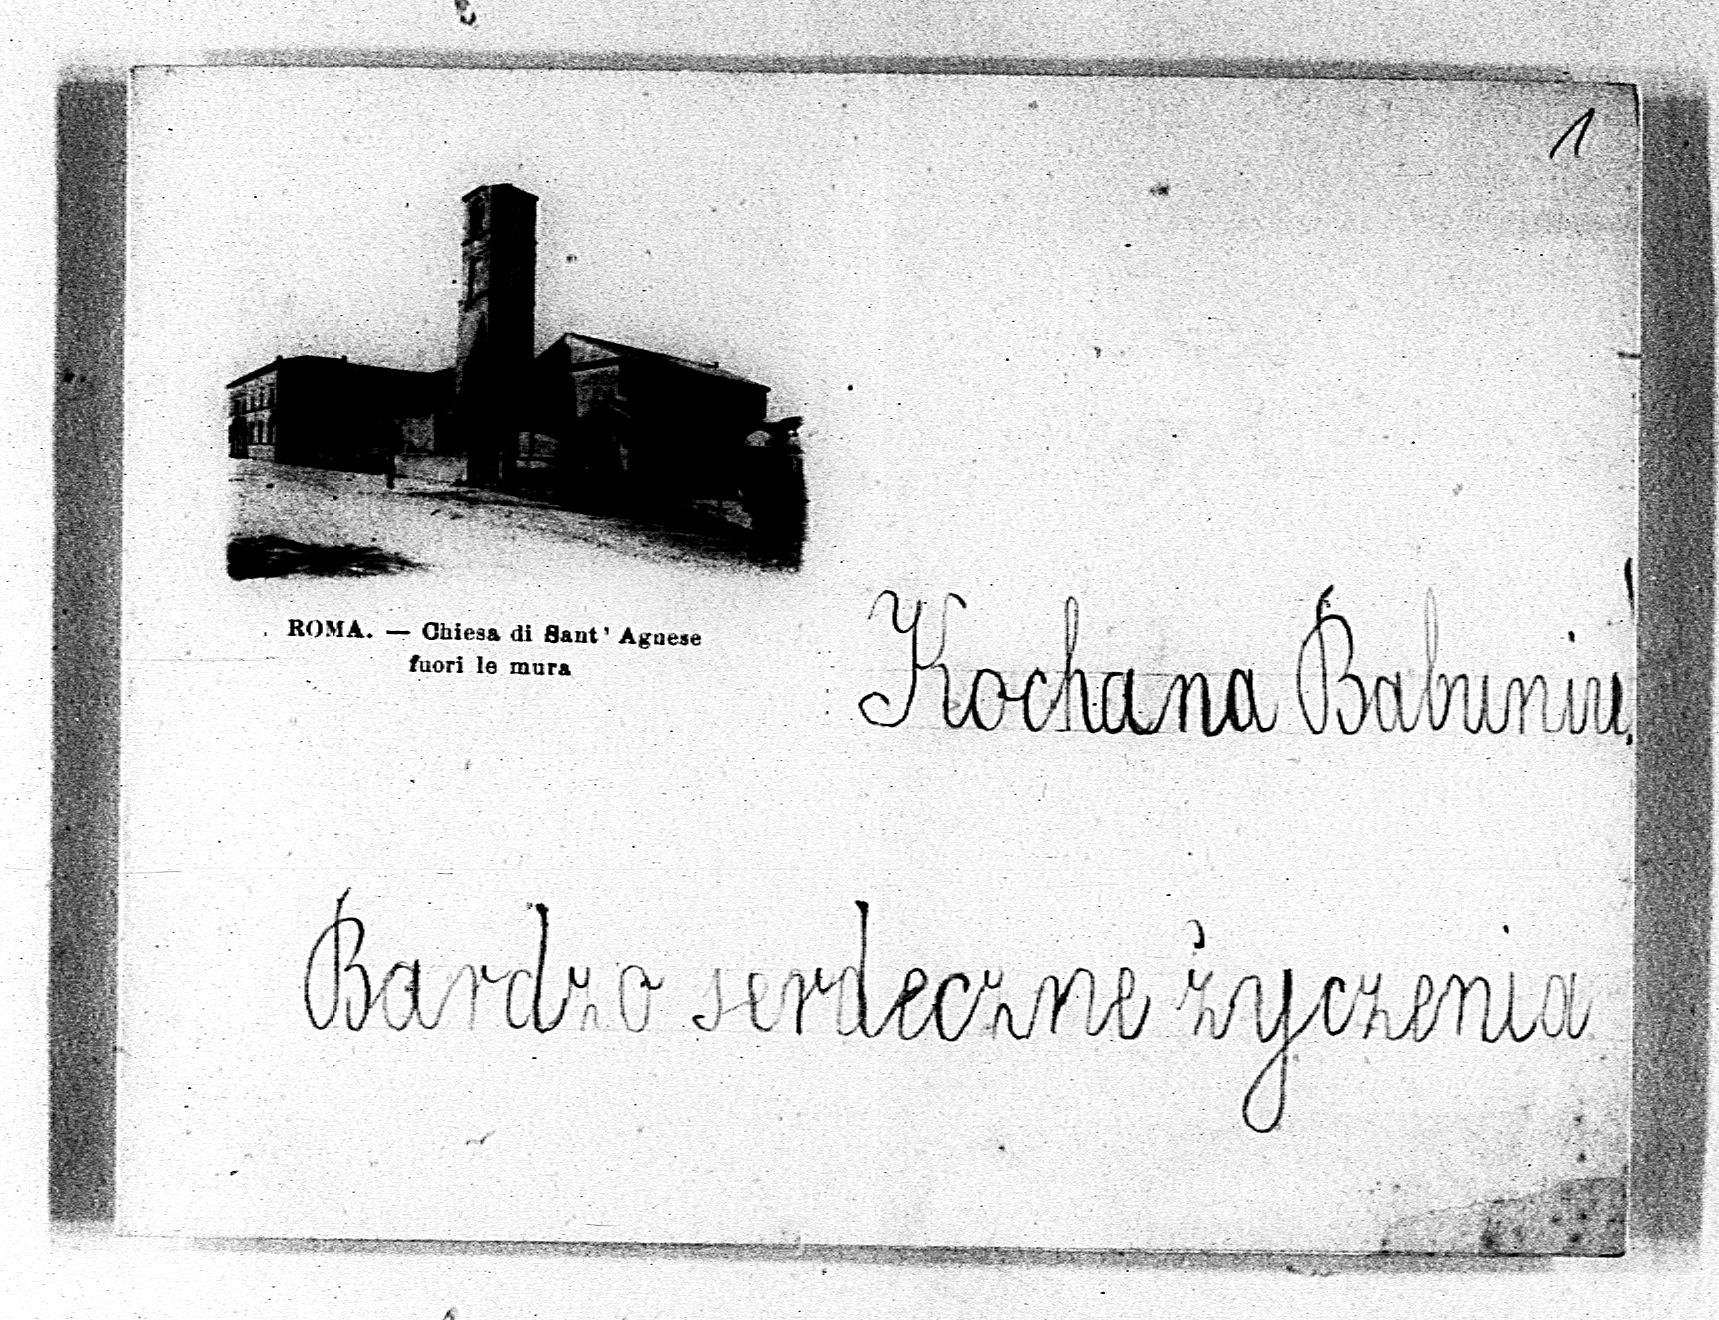 1
ROMA. — Chiesa di Sant' Agnese
fuori le mura
Kochana Babuniu!
Bardzo serdeczne życzenia